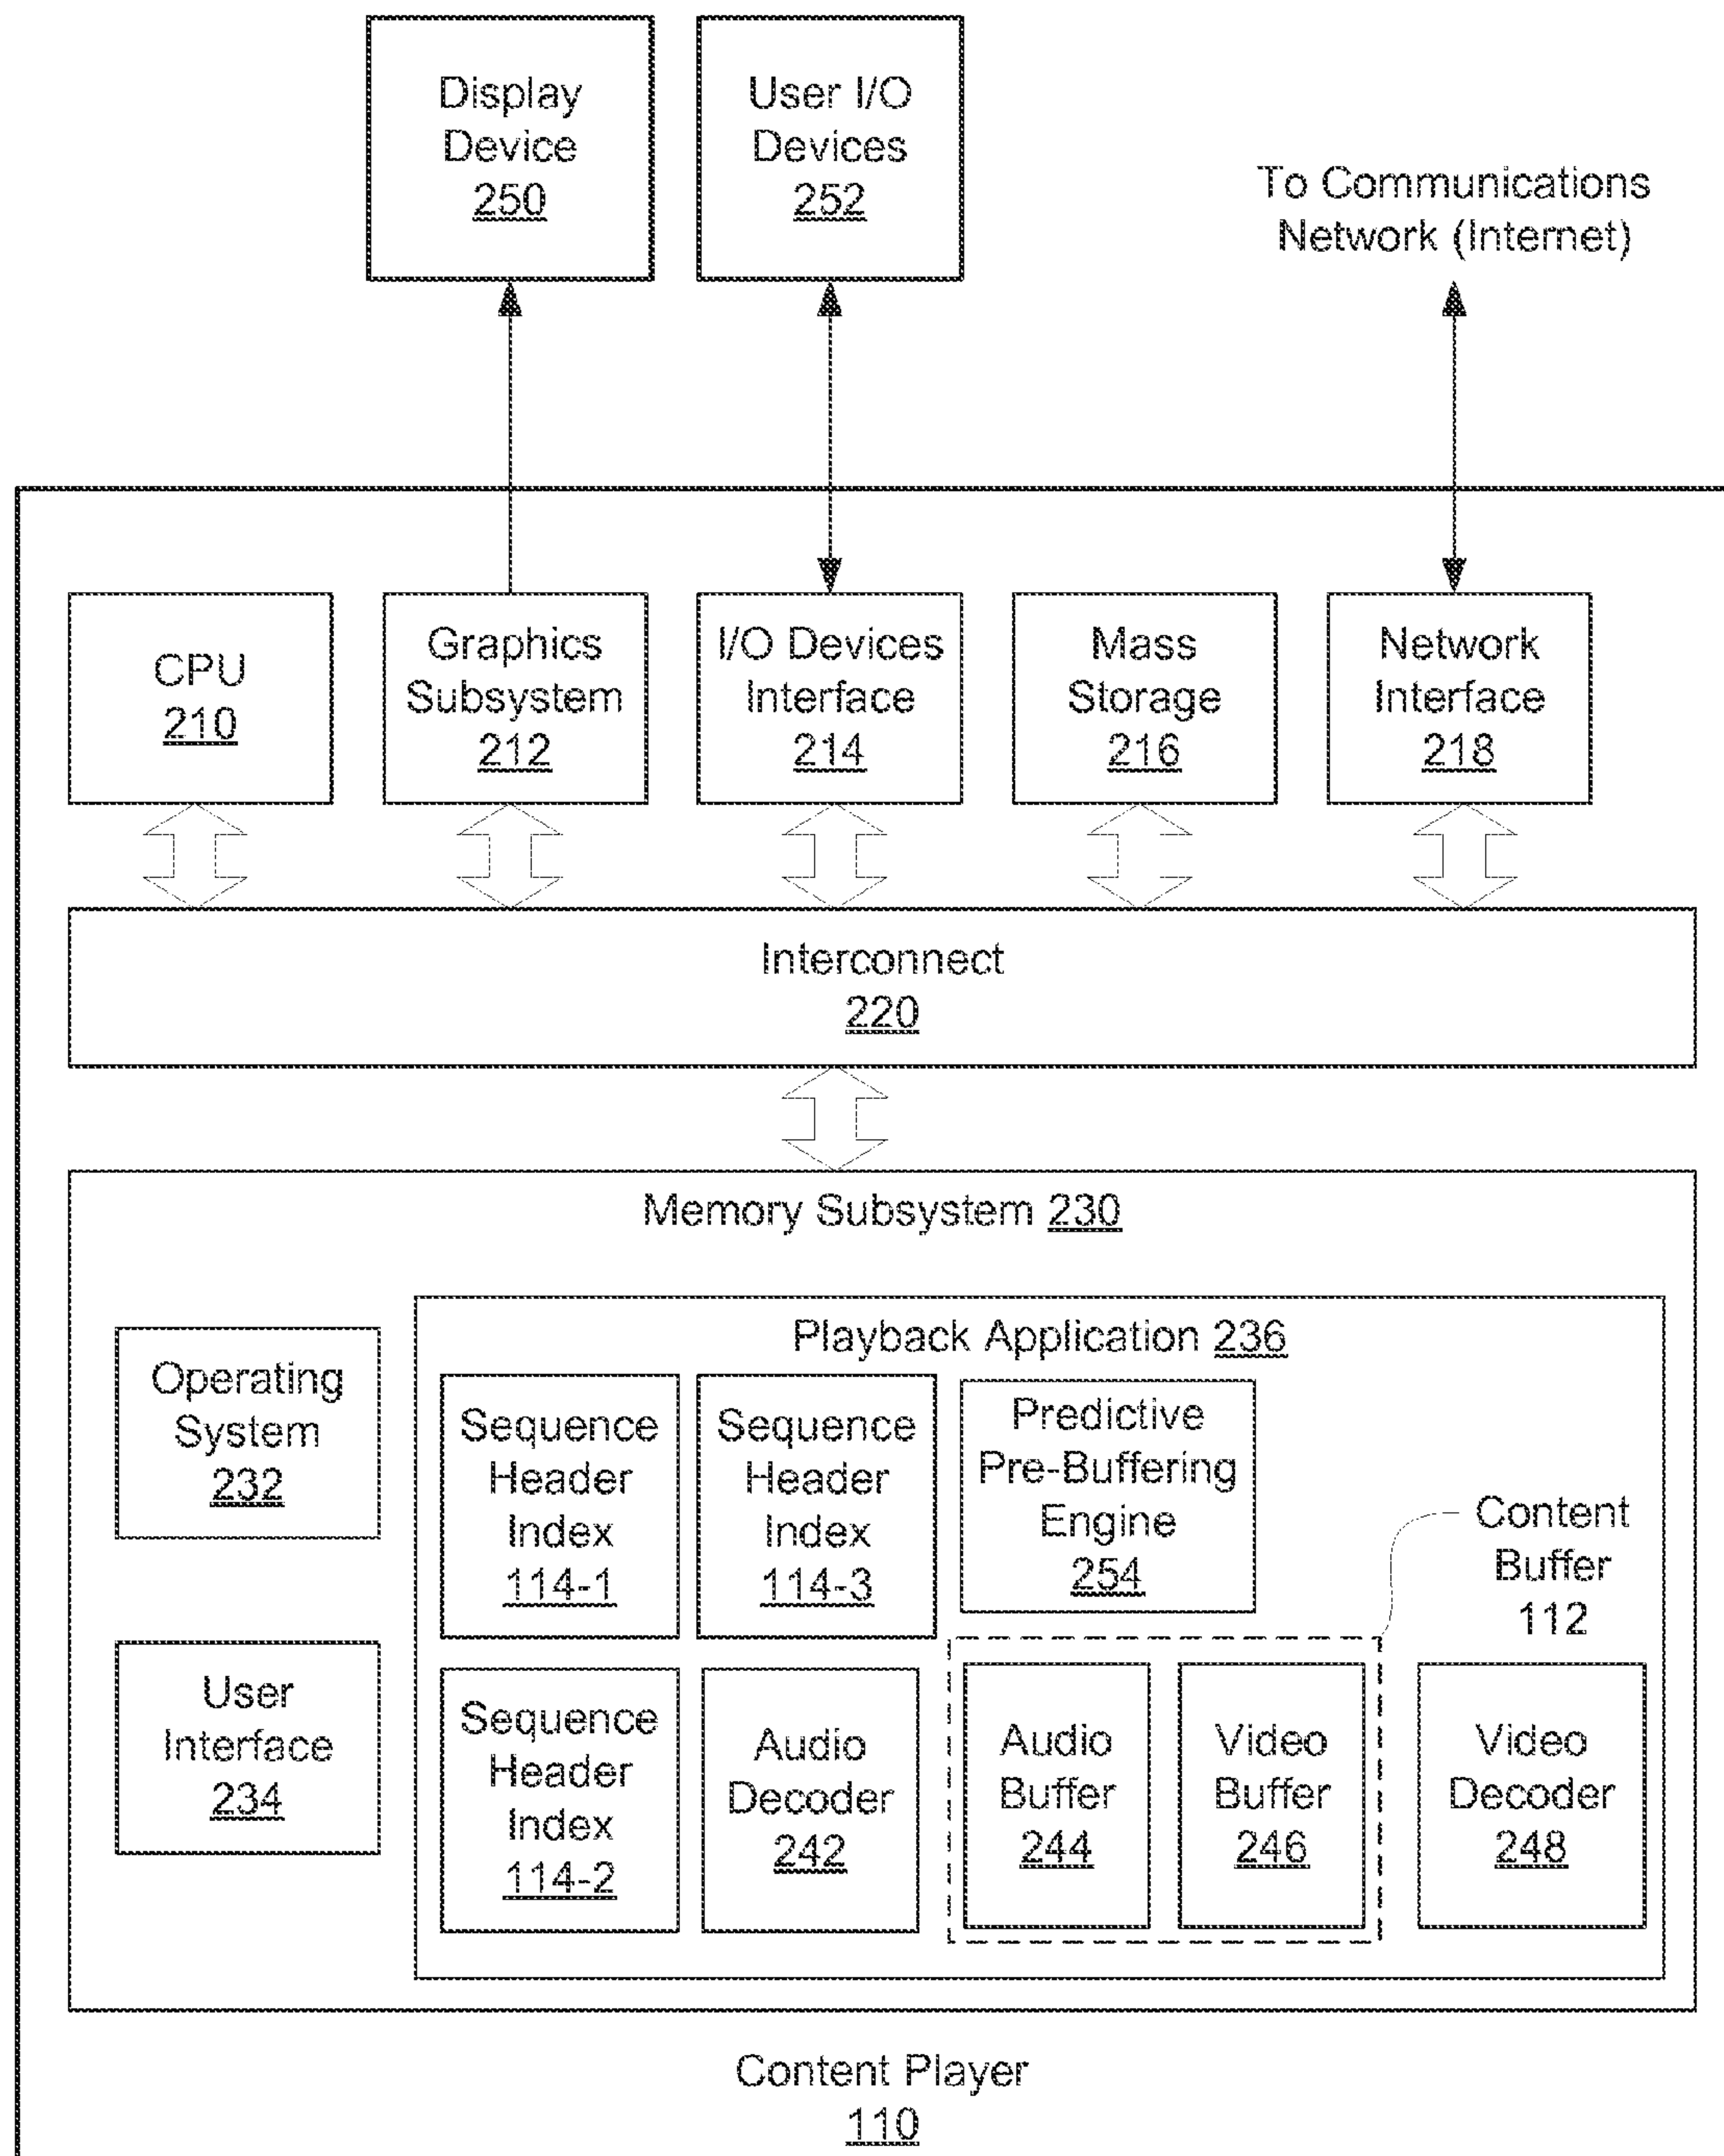 Display
Device
250
User I/O
Devices
252
To Communications
Network (Internet)
CPU
210
Graphics
Subsystem
212
I/O Devices
Interface
214
Mass
Storage
216
Network
Interface
218
Interconnect
220
Memory Subsystem 230
Operating
System
232
User
Interface
234
Playback Application 236
Sequence
Header
Index
114-1
Sequence
Header
Index
114-3
Predictive
Pre-Buffering
Engine
254
Content
Buffer
112
Sequence
Header
Index
114-2
Audio
Decoder
242
Audio
Buffer
244
Video
Buffer
246
Video
Decoder
248
Content Player
110